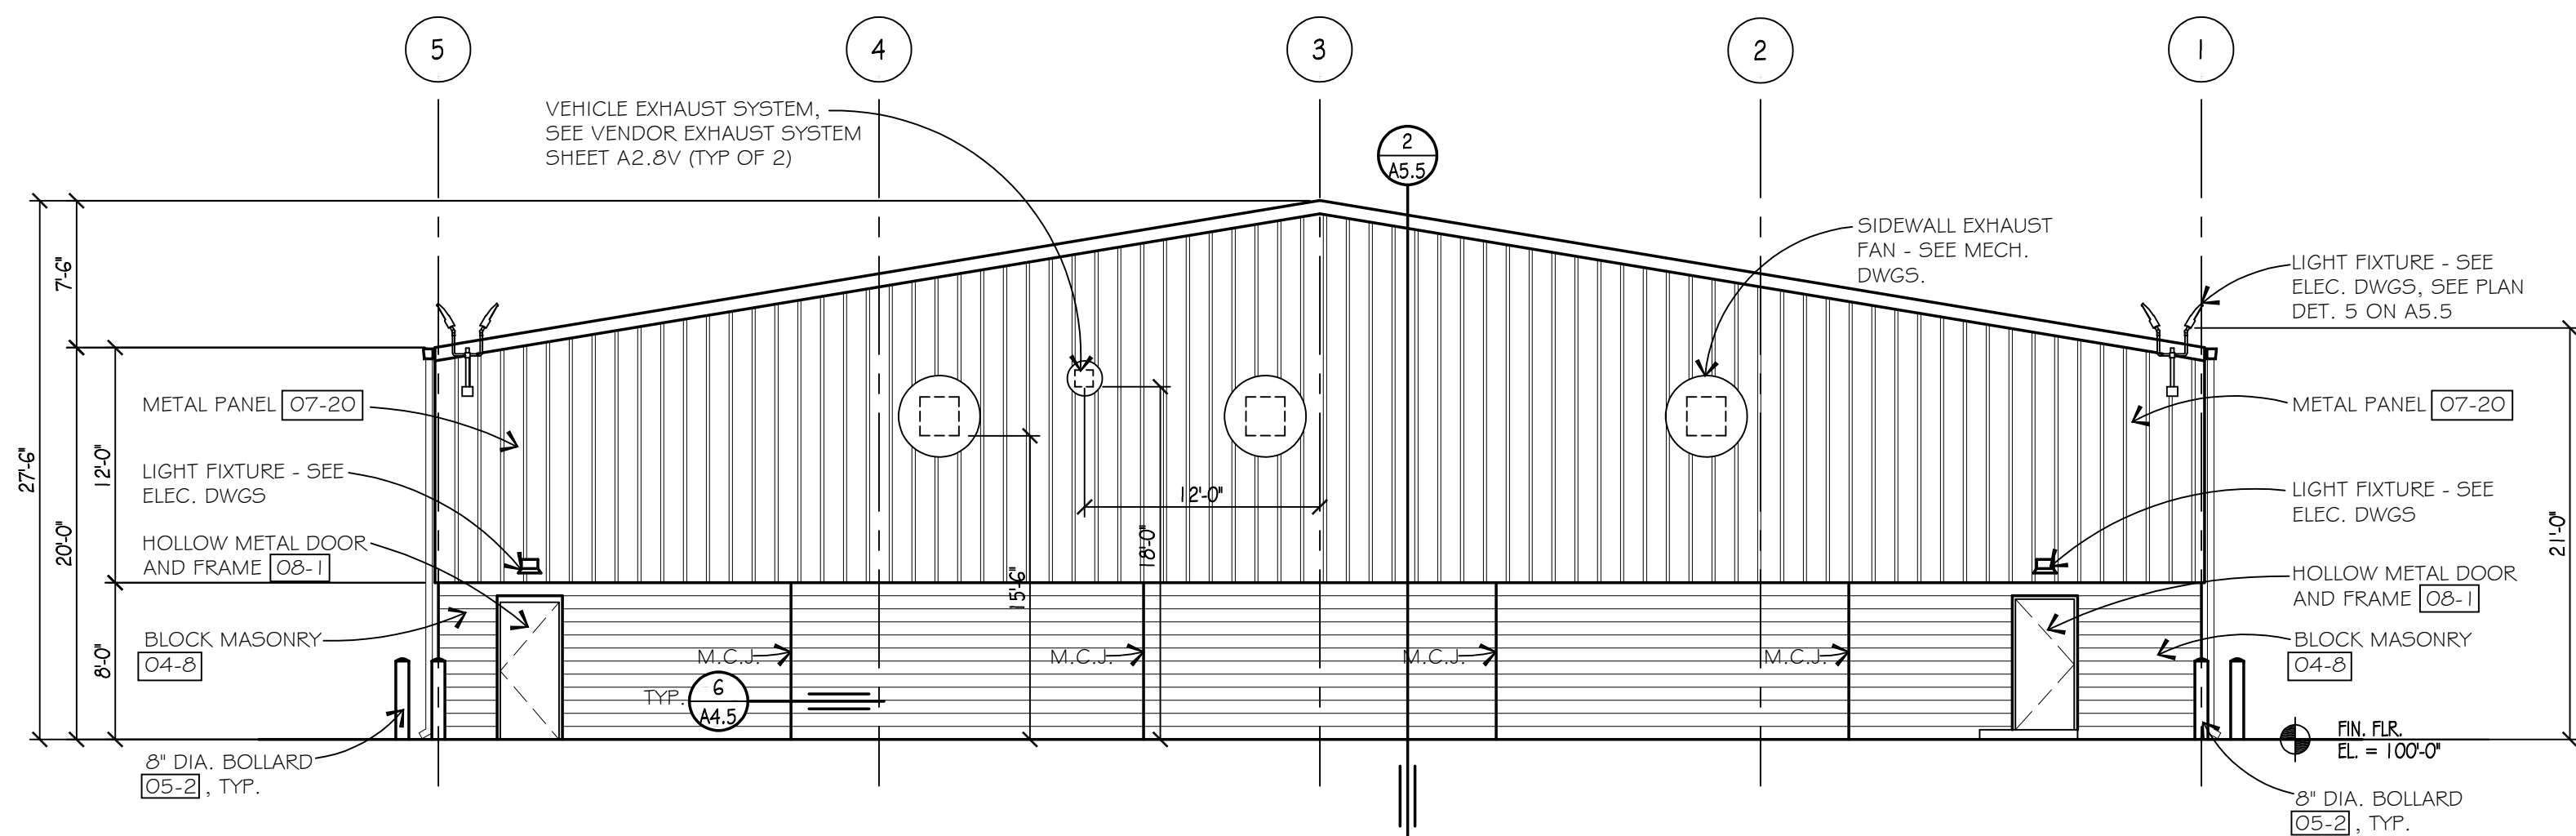 5
4
3
2
1
VEHICLE EXHAUST SYSTEM,
SEE VENDOR EXHAUST SYSTEM
SHEET A2.8V (TYP OF 2)
2
A5.5
SIDEWALL EXHAUST
FAN - SEE MECH.
DWGS.
LIGHT FIXTURE - SEE
ELEC. DWGS, SEE PLAN
DET. 5 ON A5.5
7'-6"
27'-6"
20'-0"
12'-0"
8'-0"
METAL PANEL 07-20
LIGHT FIXTURE - SEE
ELEC. DWGS
HOLLOW METAL DOOR
AND FRAME 08-1
BLOCK MASONRY
04-8
8" DIA. BOLLARD
05-2, TYP.
12'-0"
18'-0"
15'-6"
M.C.J.
M.C.J.
M.C.J.
M.C.J.
TYP.
6
A4.5
METAL PANEL 07-20
LIGHT FIXTURE - SEE
ELEC. DWGS
HOLLOW METAL DOOR
AND FRAME 08-1
BLOCK MASONRY
04-8
21'-0"
FIN. FLR.
EL. = 100'-0"
8" DIA. BOLLARD
05-2, TYP.